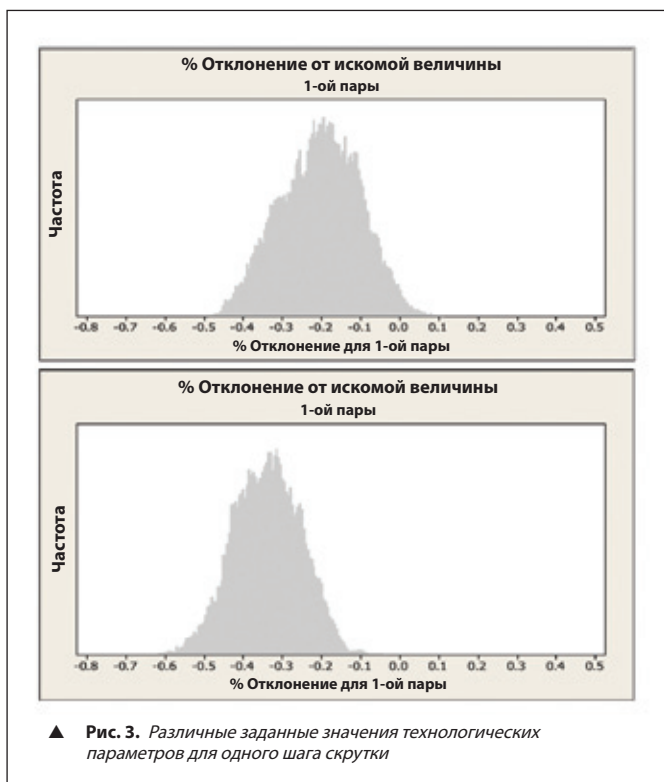 % Отклонение от искомой величины
1-ой пары
Частота
-0.8 -0.7 -0.6 -0.5 -0.4 -0.3 -0.2 -0.1 0.0 0.1 0.2 0.3 0.4 0.5
% Отклонение для 1-ой пары
% Отклонение от искомой величины
1-ой пары
Частота
-0.8 -0.7 -0.6 -0.5 -0.4 -0.3 -0.2 -0.1 0.0 0.1 0.2 0.3 0.4 0.5
% Отклонение для 1-ой пары
▲ Рис. 3. Различные заданные значения технологических
параметров для одного шага скрутки